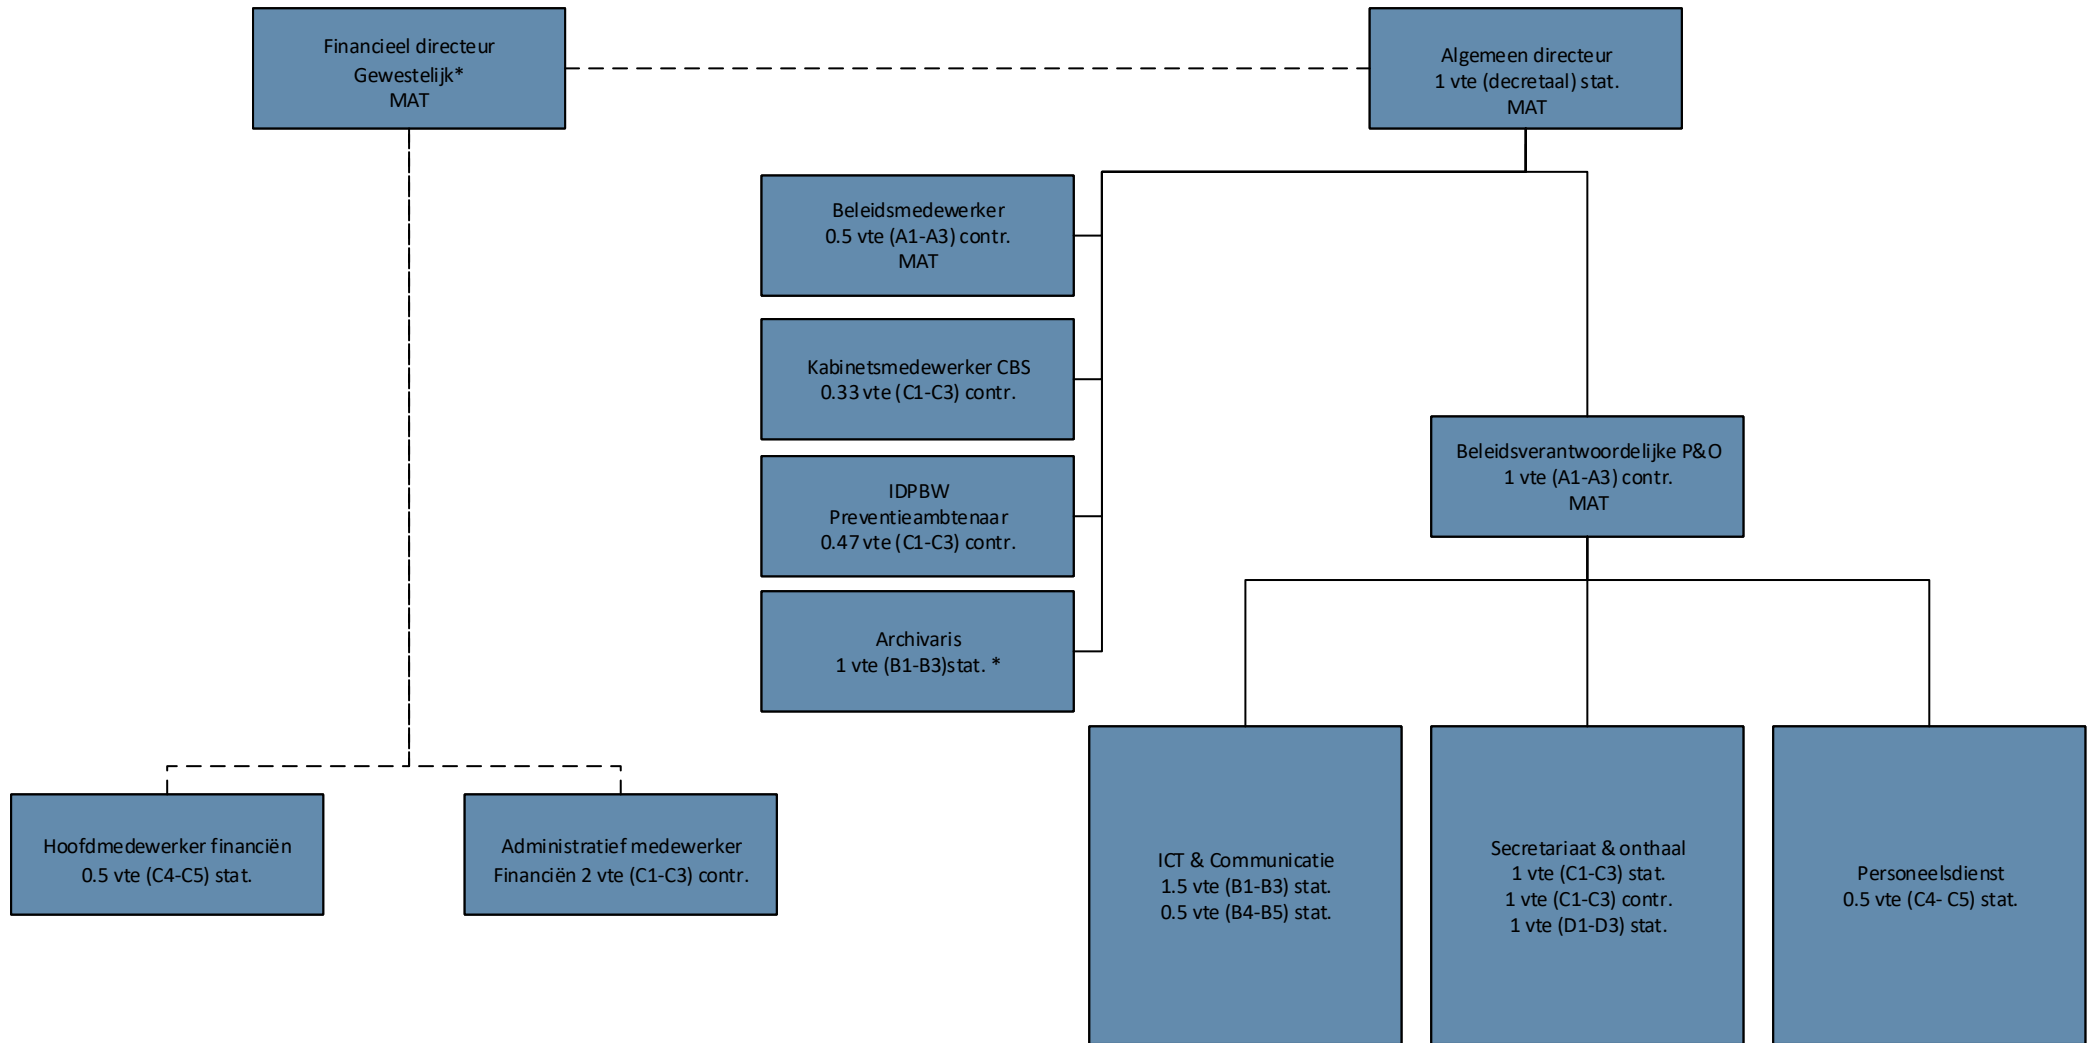 Financieel directeur
Gewestelijk*
MAT
Algemeen directeur
1 vte (decretaal) stat.
MAT
Beleidsmedewerker
0.5 vte (A1-A3) contr.
MAT
Kabinetsmedewerker CBS
0.33 vte (C1-C3) contr.
IDPBW
Preventieambtenaar
0.47 vte (C1-C3) contr.
Archivaris
1 vte (B1-B3)stat. *
Beleidsverantwoordelijke P&O
1 vte (A1-A3) contr.
MAT
Hoofdmedewerker financiën
0.5 vte (C4-C5) stat.
Administratief medewerker
Financiën 2 vte (C1-C3) contr.
ICT & Communicatie
1.5 vte (B1-B3) stat.
0.5 vte (B4-B5) stat.
Secretariaat & onthaal
1 vte (C1-C3) stat.
1 vte (C1-C3) contr.
1 vte (D1-D3) stat.
Personeelsdienst
0.5 vte (C4- C5) stat.